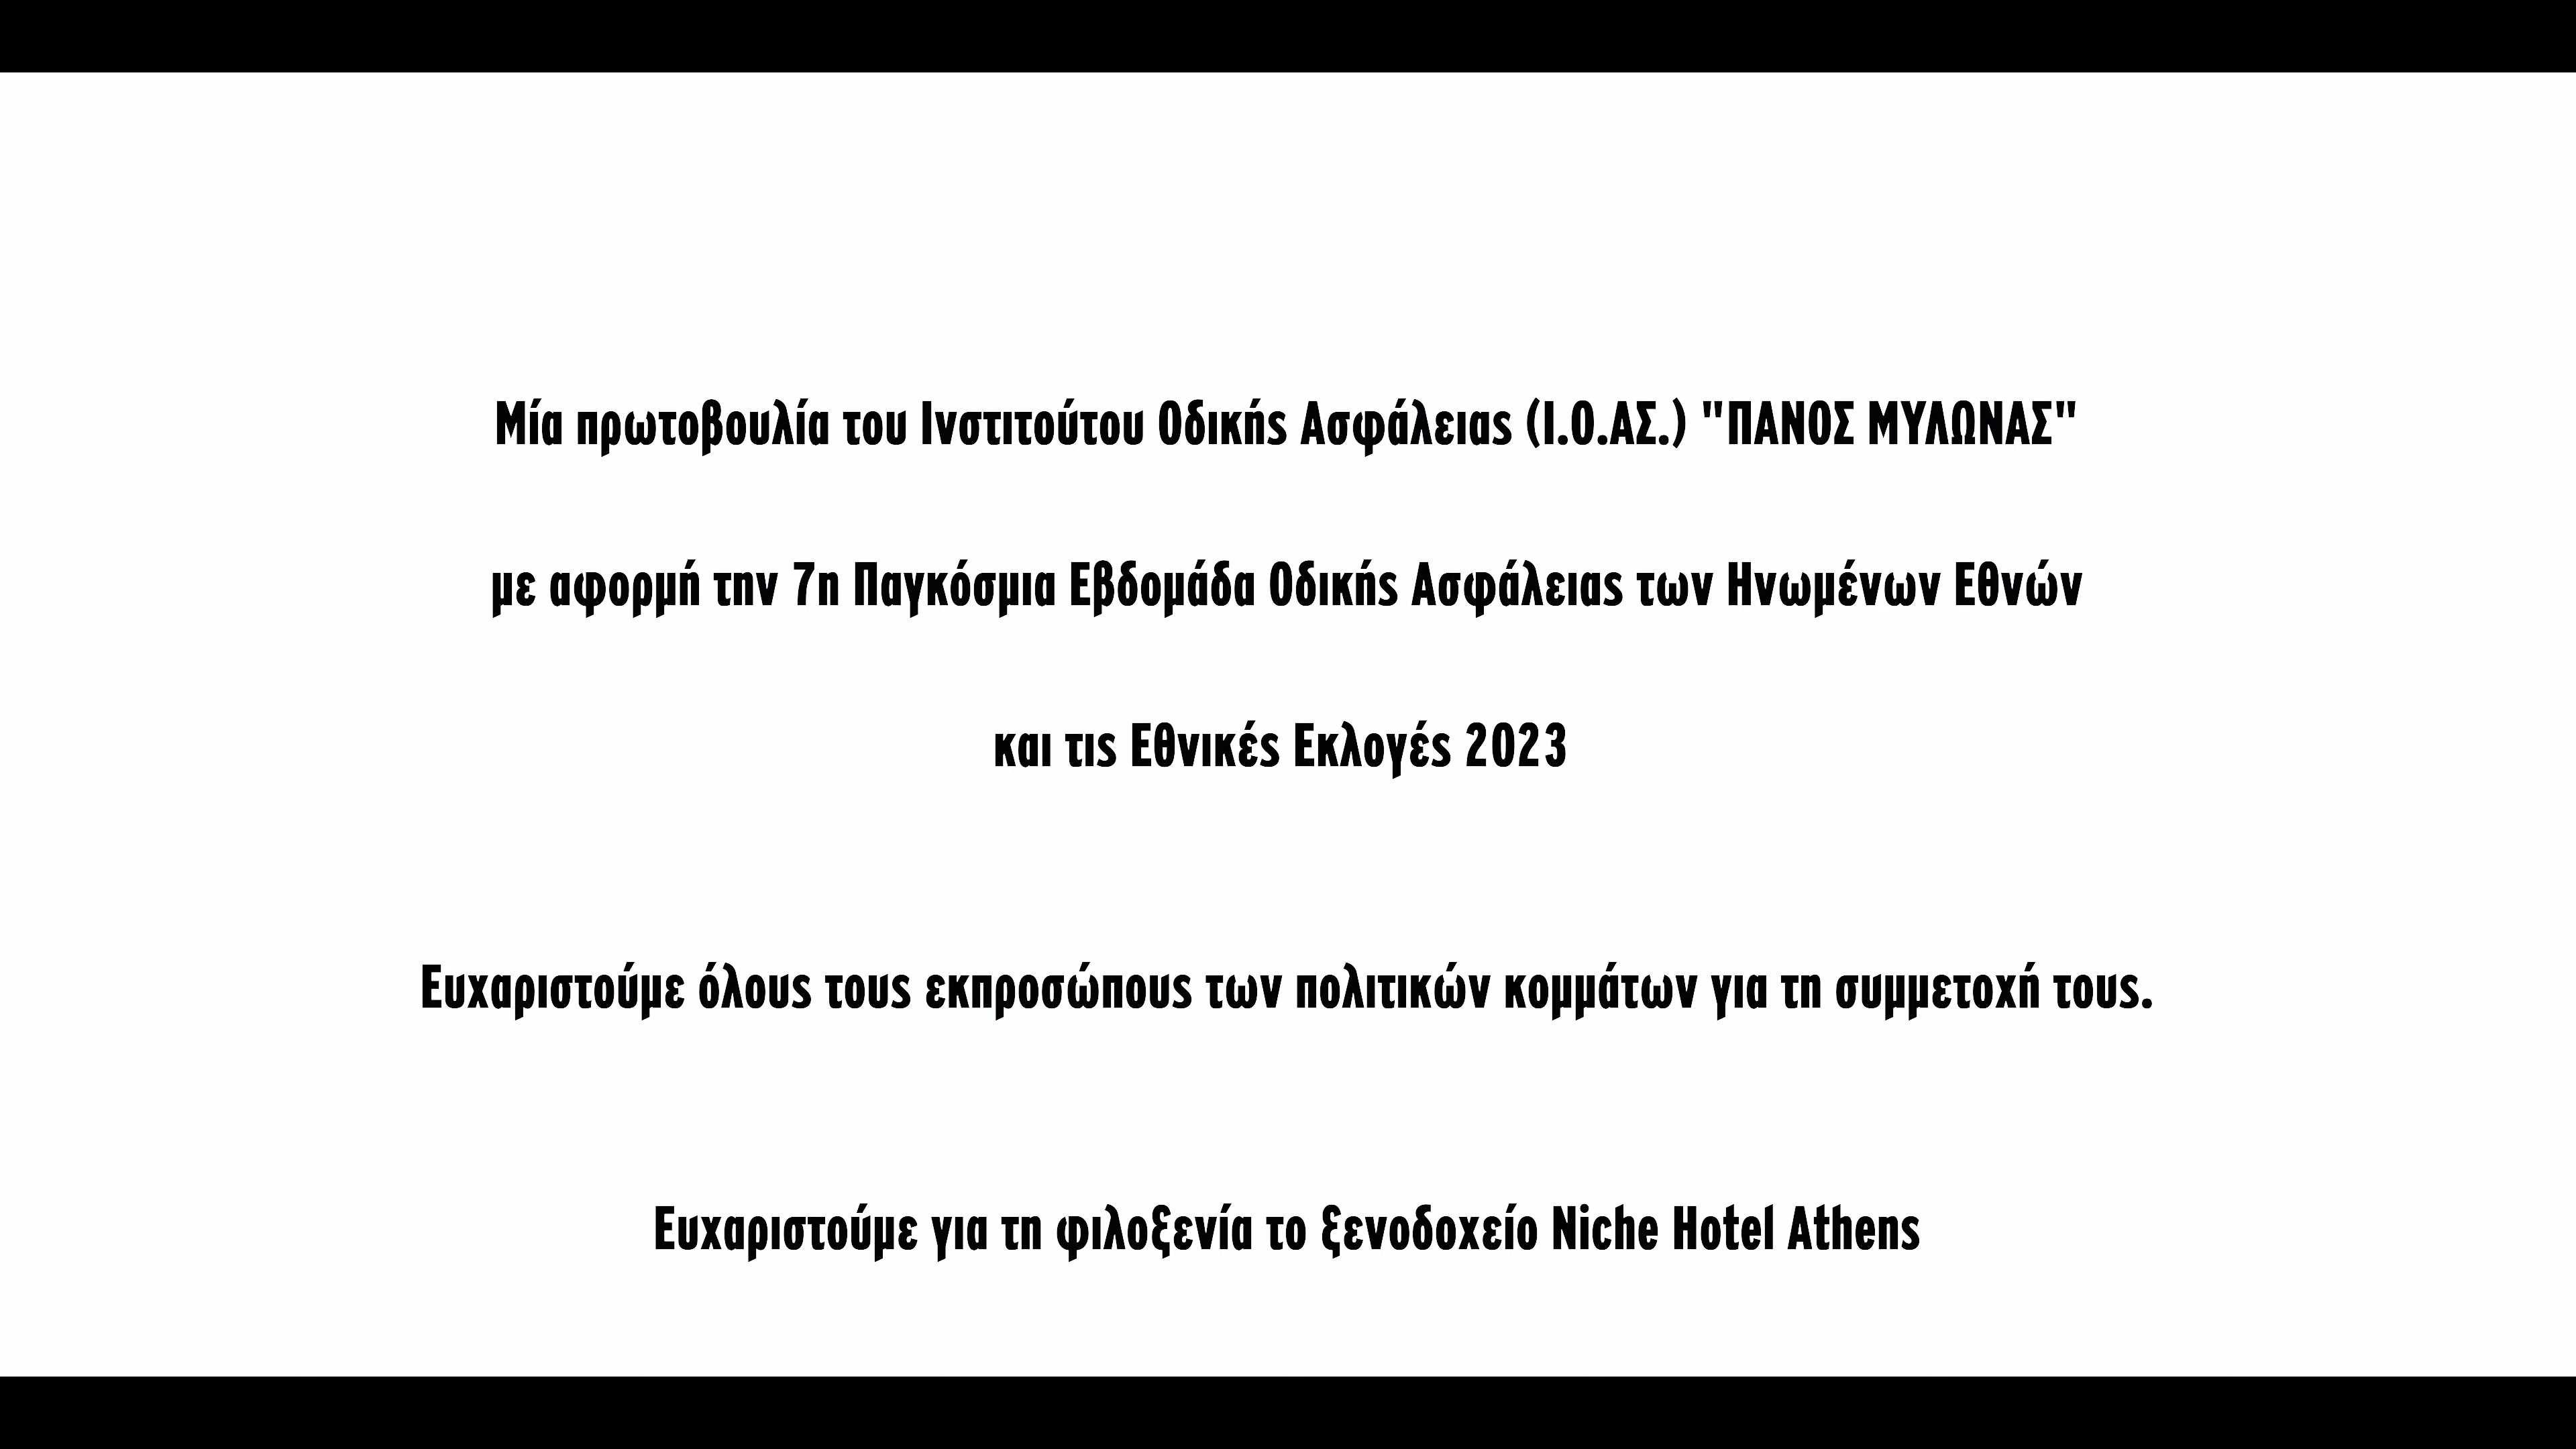 Μία πρωτοβουλία του Ινστιτούτου Οδικής Ασφάλειας (Ι.Ο.ΑΣ.) "ΠΑΝΟΣ ΜΥΛΩΝΑΣ"
με αφορμή την 7η Παγκόσμια Εβδομάδα Οδικής Ασφάλειας των Ηνωμένων Εθνών
και τις Εθνικές Εκλογές 2023
Ευχαριστούμε όλους τους εκπροσώπους των πολιτικών κομμάτων για τη συμμετοχή τους.
Ευχαριστούμε για τη φιλοξενία το ξενοδοχείο Niche Hotel Athens